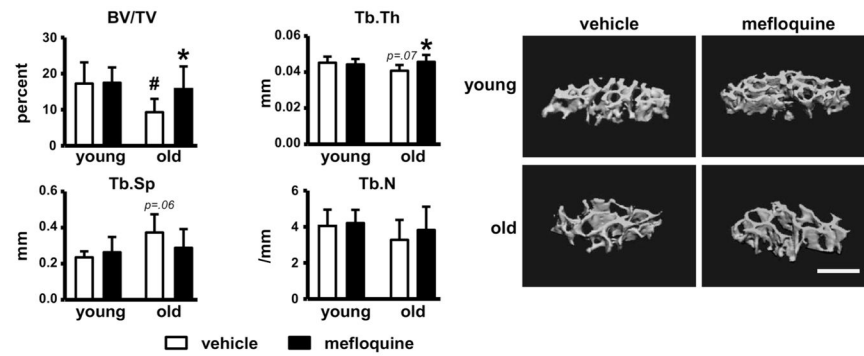 BV/TV
30
20
10
0
percent
#
*
young old
Tb.Th
0.06
0.04
0.02
0.00
mm
p=.07
*
young old
Tb.Sp
0.6
0.4
0.2
0.0
mm
p=.06
young old
Tb.N
6
4
2
0
/mm
young old
vehicle mefloquine
vehicle mefloquine
young
old